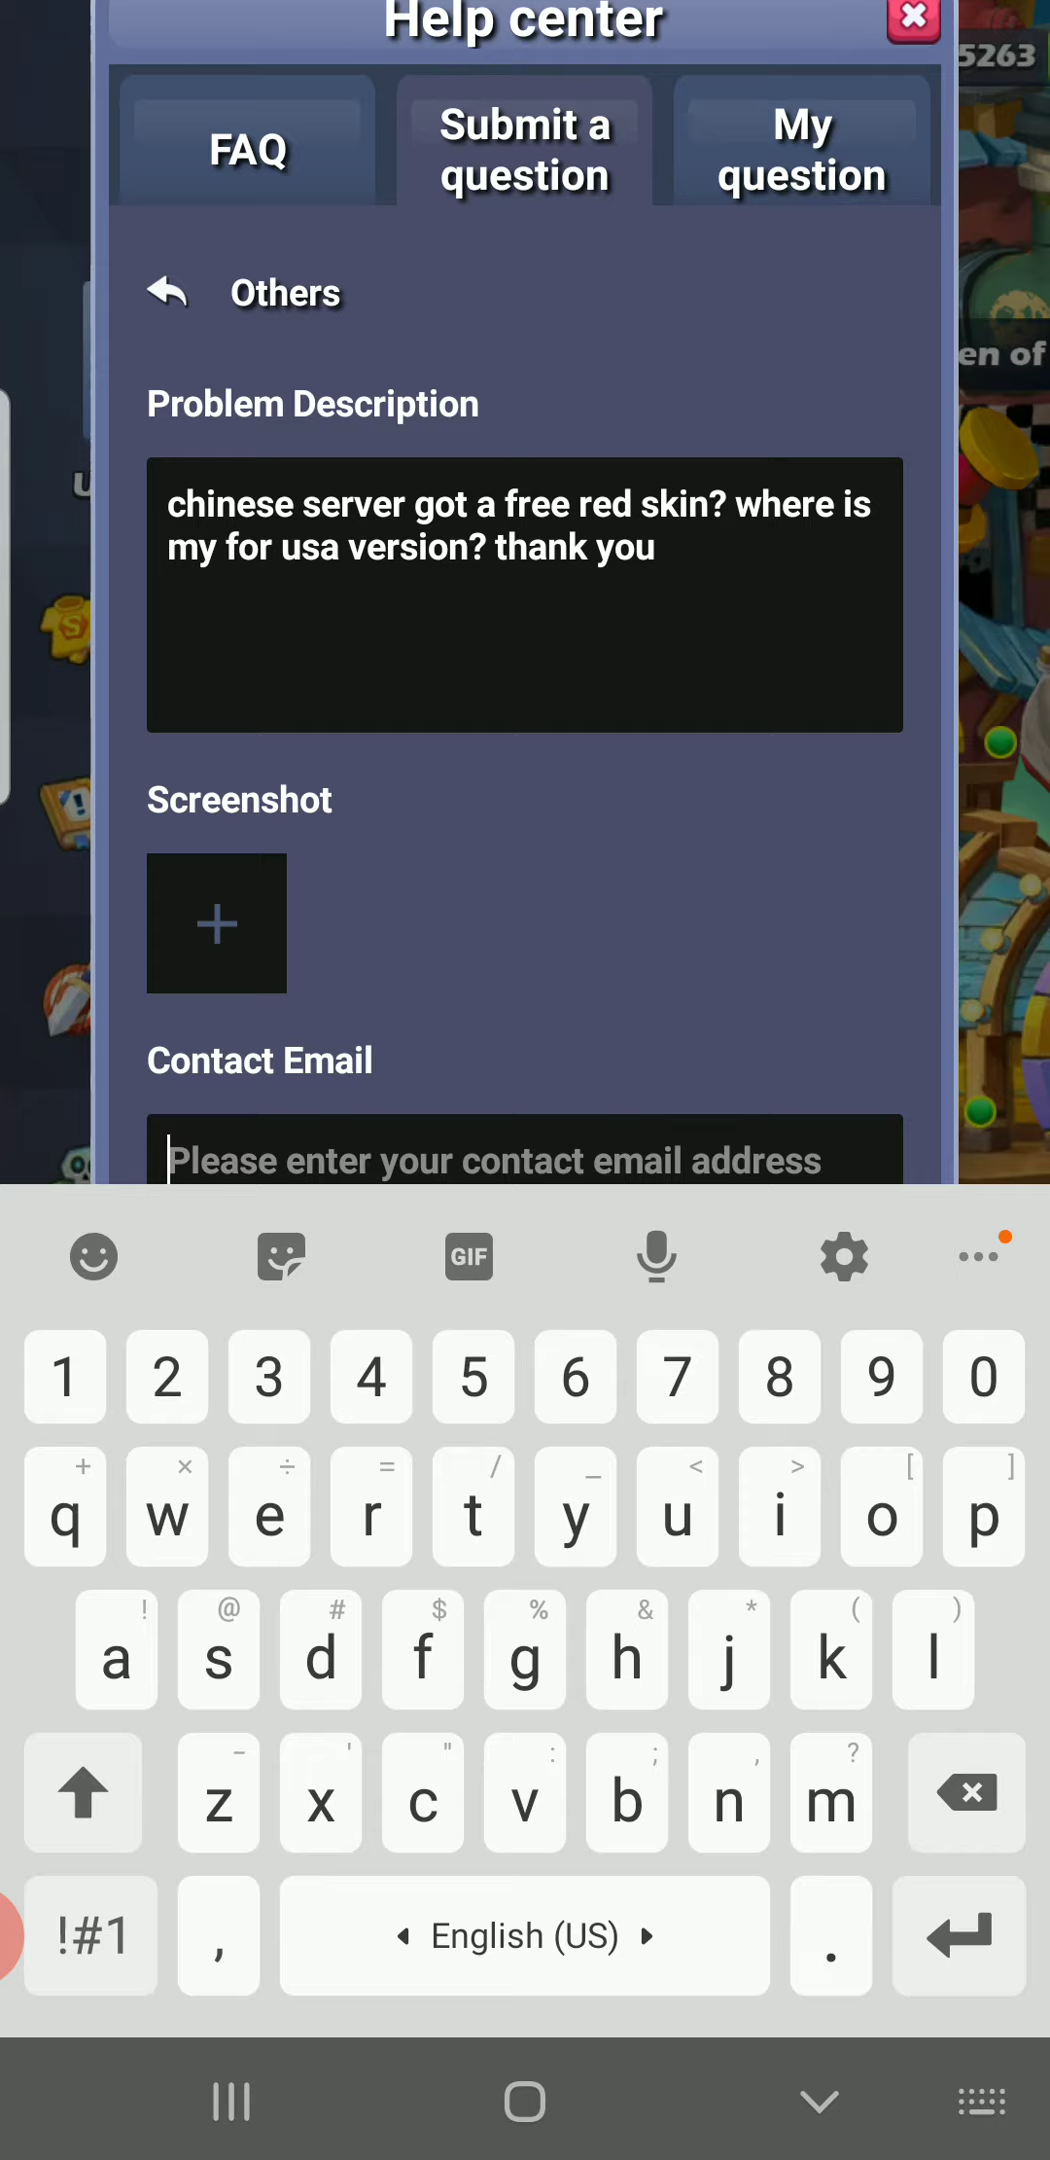 Help center
5263
FAQ
Submit a
question
My
question
en of
Others
Problem Description
chinese server got a free red skin? where is
my for usa version? thank you
Screenshot
Contact Email
Please enter your contact email address
GIF
1 2 3 4 5 6 7 8 9 0
+ × ÷ = / _ < > [ ]
q w e r t y u i o p
! @ # $ % & * ( )
a s d f g h j k l
- ' " : ; , ?
z x c v b n m
!#1 , English (US) .